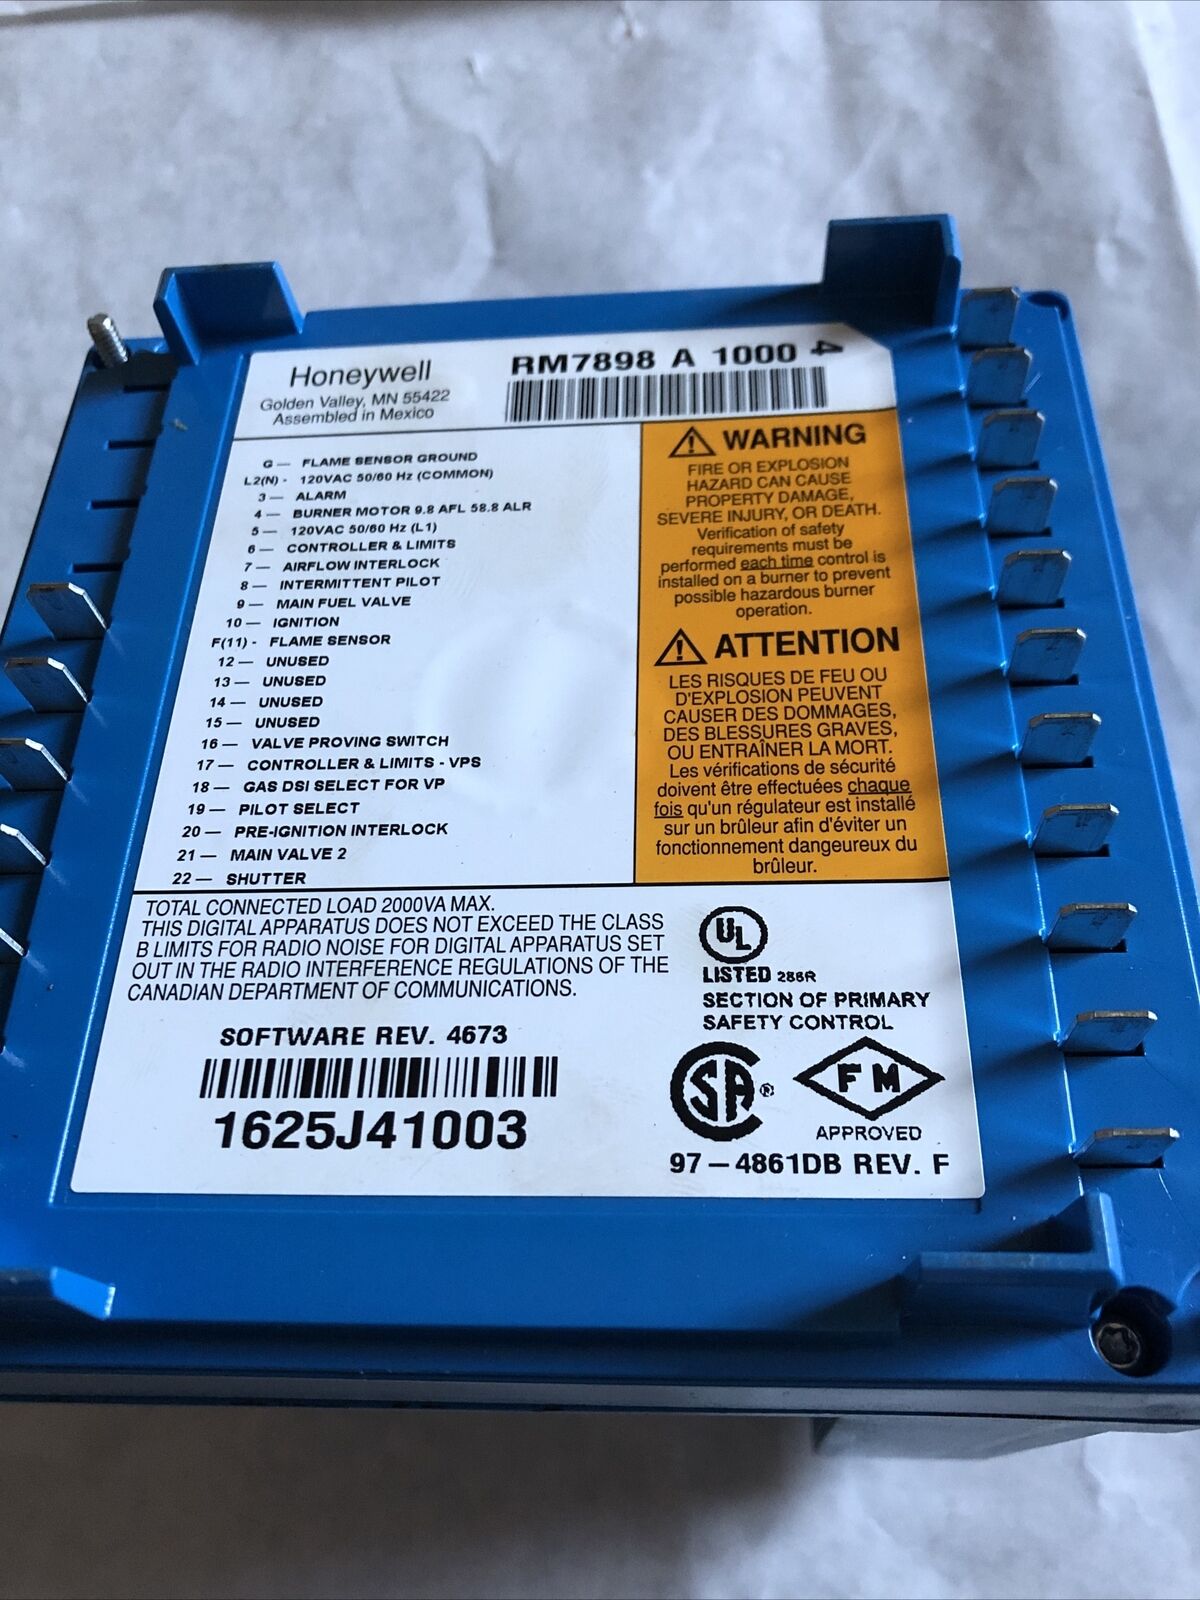 Honeywell
Golden Valley, MN 55422
Assembled in Mexico
RM7898 A 1000 4
G — FLAME SENSOR GROUND
L2(N) - 120VAC 50/60 Hz (COMMON)
3 — ALARM
4 — BURNER MOTOR 9.8 AFL 58.8 ALR
5 — 120VAC 50/60 Hz (L1)
6 — CONTROLLER & LIMITS
7 — AIRFLOW INTERLOCK
8 — INTERMITTENT PILOT
9 — MAIN FUEL VALVE
10 — IGNITION
F(11) - FLAME SENSOR
12 — UNUSED
13 — UNUSED
14 — UNUSED
15 — UNUSED
16 — VALVE PROVING SWITCH
17 — CONTROLLER & LIMITS - VPS
18 — GAS DSI SELECT FOR VP
19 — PILOT SELECT
20 — PRE-IGNITION INTERLOCK
21 — MAIN VALVE 2
22 — SHUTTER
WARNING
FIRE OR EXPLOSION
HAZARD CAN CAUSE
PROPERTY DAMAGE,
SEVERE INJURY, OR DEATH.
Verification of safety
requirements must be
performed each time control is
installed on a burner to prevent
possible hazardous burner
operation.
ATTENTION
LES RISQUES DE FEU OU
D'EXPLOSION PEUVENT
CAUSER DES DOMMAGES,
DES BLESSURES GRAVES,
OU ENTRAÎNER LA MORT.
Les vérifications de sécurité
doivent être effectuées chaque
fois qu'un régulateur est installé
sur un brûleur afin d'éviter un
fonctionnement dangeureux du
brûleur.
TOTAL CONNECTED LOAD 2000VA MAX.
THIS DIGITAL APPARATUS DOES NOT EXCEED THE CLASS
B LIMITS FOR RADIO NOISE FOR DIGITAL APPARATUS SET
OUT IN THE RADIO INTERFERENCE REGULATIONS OF THE
CANADIAN DEPARTMENT OF COMMUNICATIONS.
SOFTWARE REV. 4673
1625J41003
UL
LISTED 286R
SECTION OF PRIMARY
SAFETY CONTROL
CSA ®
FM
APPROVED
97-4861DB REV. F